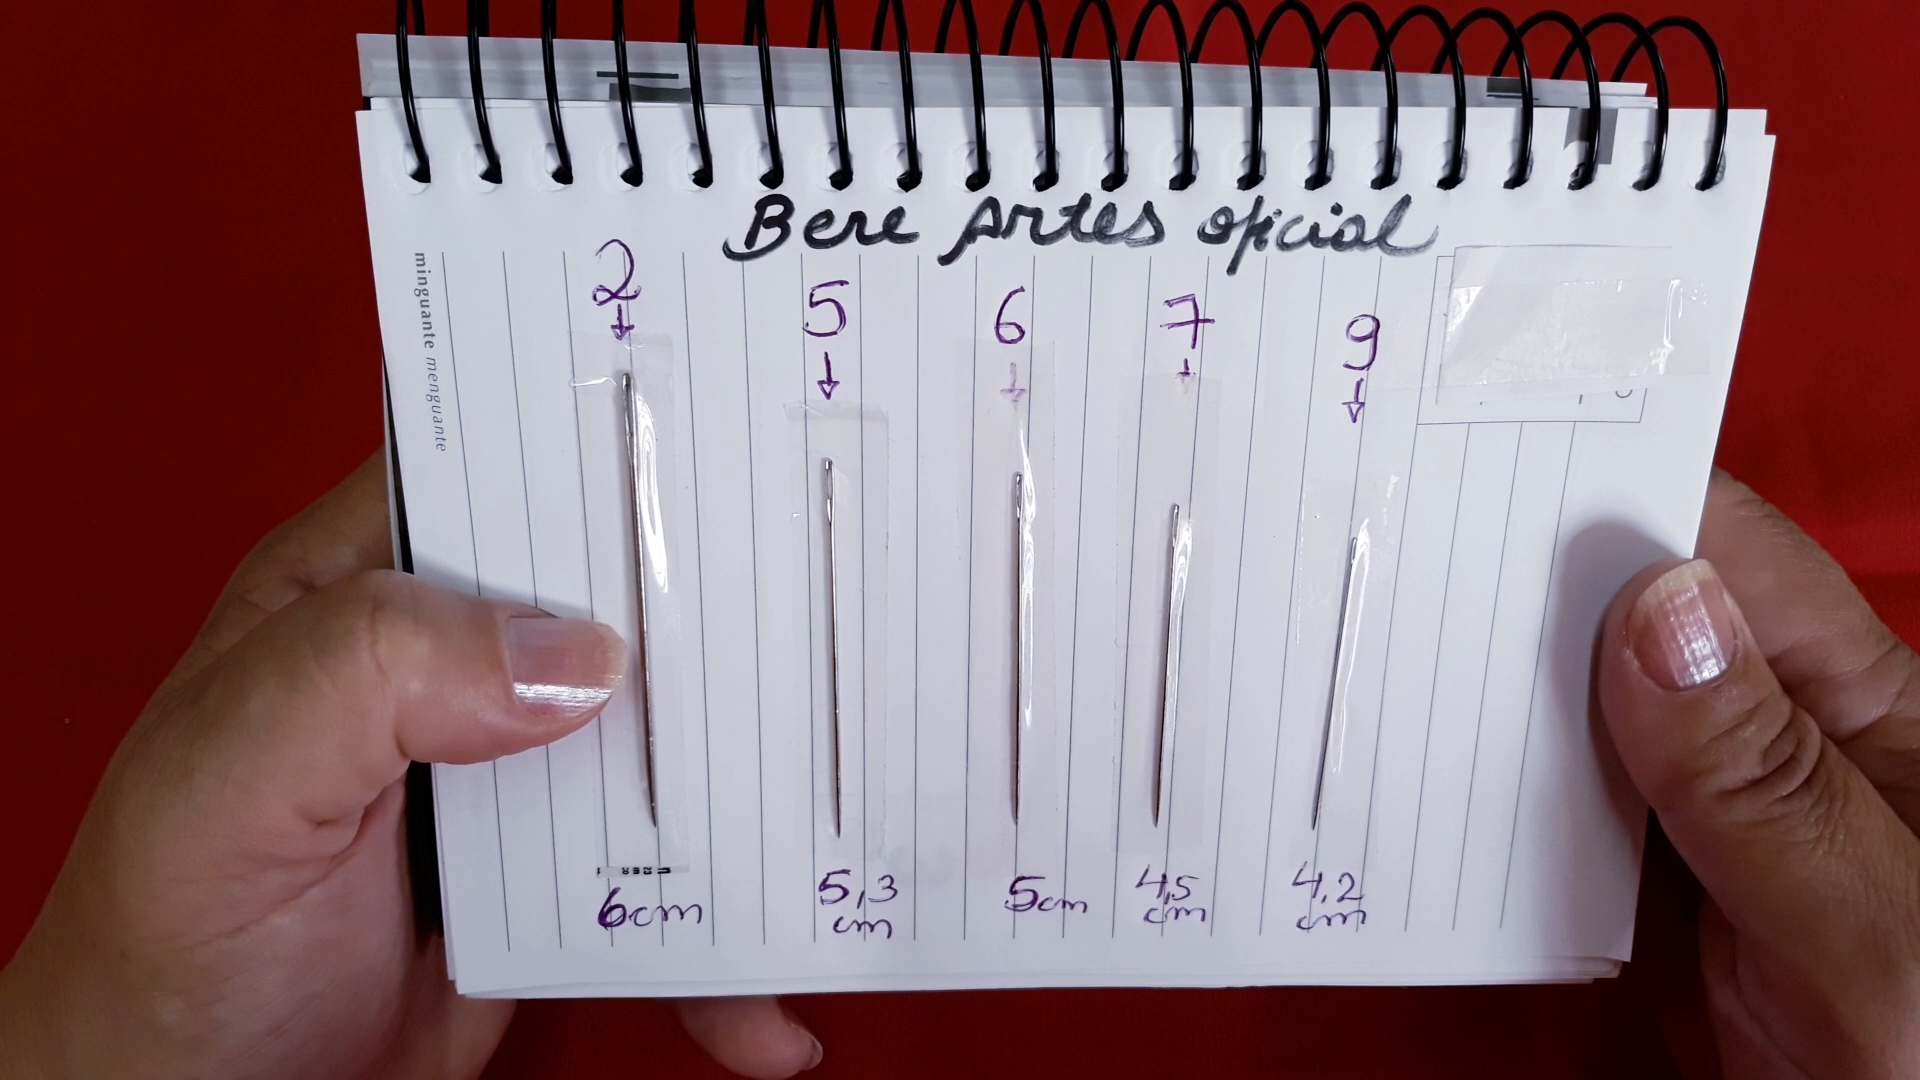 Bere Artes oficial
2 5 6 7 9
6cm 5,3 cm 5cm 4,5 cm 4,2 cm
minguante menguante